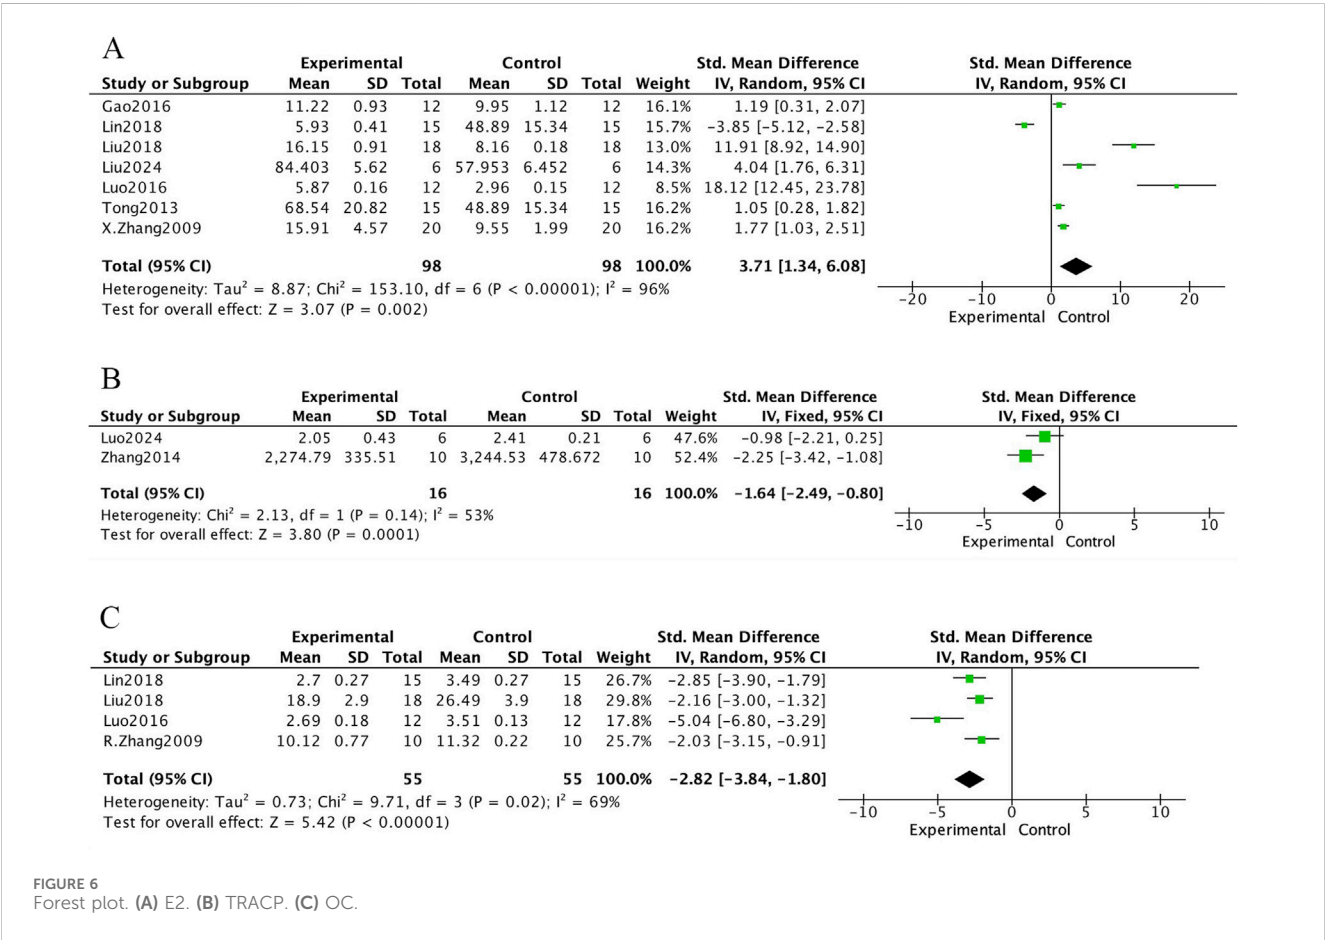 A
Experimental Control Std. Mean Difference Std. Mean Difference
Study or Subgroup Mean SD Total Mean SD Total Weight IV, Random, 95% CI IV, Random, 95% CI
Gao2016 11.22 0.93 12 9.95 1.12 12 16.1% 1.19 [0.31, 2.07]
Lin2018 5.93 0.41 15 48.89 15.34 15 15.7% −3.85 [−5.12, −2.58]
Liu2018 16.15 0.91 18 8.16 0.18 18 13.0% 11.91 [8.92, 14.90]
Liu2024 84.403 5.62 6 57.953 6.452 6 14.3% 4.04 [1.76, 6.31]
Luo2016 5.87 0.16 12 2.96 0.15 12 8.5% 18.12 [12.45, 23.78]
Tong2013 68.54 20.82 15 48.89 15.34 15 16.2% 1.05 [0.28, 1.82]
X.Zhang2009 15.91 4.57 20 9.55 1.99 20 16.2% 1.77 [1.03, 2.51]
Total (95% CI) 98 98 100.0% 3.71 [1.34, 6.08]
Heterogeneity: Tau² = 8.87; Chi² = 153.10, df = 6 (P < 0.00001); I² = 96%
Test for overall effect: Z = 3.07 (P = 0.002)
−20 −10 0 10 20
Experimental Control
B
Experimental Control Std. Mean Difference Std. Mean Difference
Study or Subgroup Mean SD Total Mean SD Total Weight IV, Fixed, 95% CI IV, Fixed, 95% CI
Luo2024 2.05 0.43 6 2.41 0.21 6 47.6% −0.98 [−2.21, 0.25]
Zhang2014 2,274.79 335.51 10 3,244.53 478.672 10 52.4% −2.25 [−3.42, −1.08]
Total (95% CI) 16 16 100.0% −1.64 [−2.49, −0.80]
Heterogeneity: Chi² = 2.13, df = 1 (P = 0.14); I² = 53%
Test for overall effect: Z = 3.80 (P = 0.0001)
−10 −5 0 5 10
Experimental Control
C
Experimental Control Std. Mean Difference Std. Mean Difference
Study or Subgroup Mean SD Total Mean SD Total Weight IV, Random, 95% CI IV, Random, 95% CI
Lin2018 2.7 0.27 15 3.49 0.27 15 26.7% −2.85 [−3.90, −1.79]
Liu2018 18.9 2.9 18 26.49 3.9 18 29.8% −2.16 [−3.00, −1.32]
Luo2016 2.69 0.18 12 3.51 0.13 12 17.8% −5.04 [−6.80, −3.29]
R.Zhang2009 10.12 0.77 10 11.32 0.22 10 25.7% −2.03 [−3.15, −0.91]
Total (95% CI) 55 55 100.0% −2.82 [−3.84, −1.80]
Heterogeneity: Tau² = 0.73; Chi² = 9.71, df = 3 (P = 0.02); I² = 69%
Test for overall effect: Z = 5.42 (P < 0.00001)
−10 −5 0 5 10
Experimental Control
FIGURE 6
Forest plot. (A) E2. (B) TRACP. (C) OC.